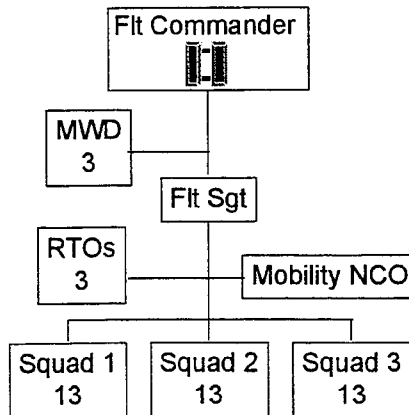 Flt Commander
MWD
3
Flt Sgt
RTOs
3
Mobility NCO
Squad 1
13
Squad 2
13
Squad 3
13